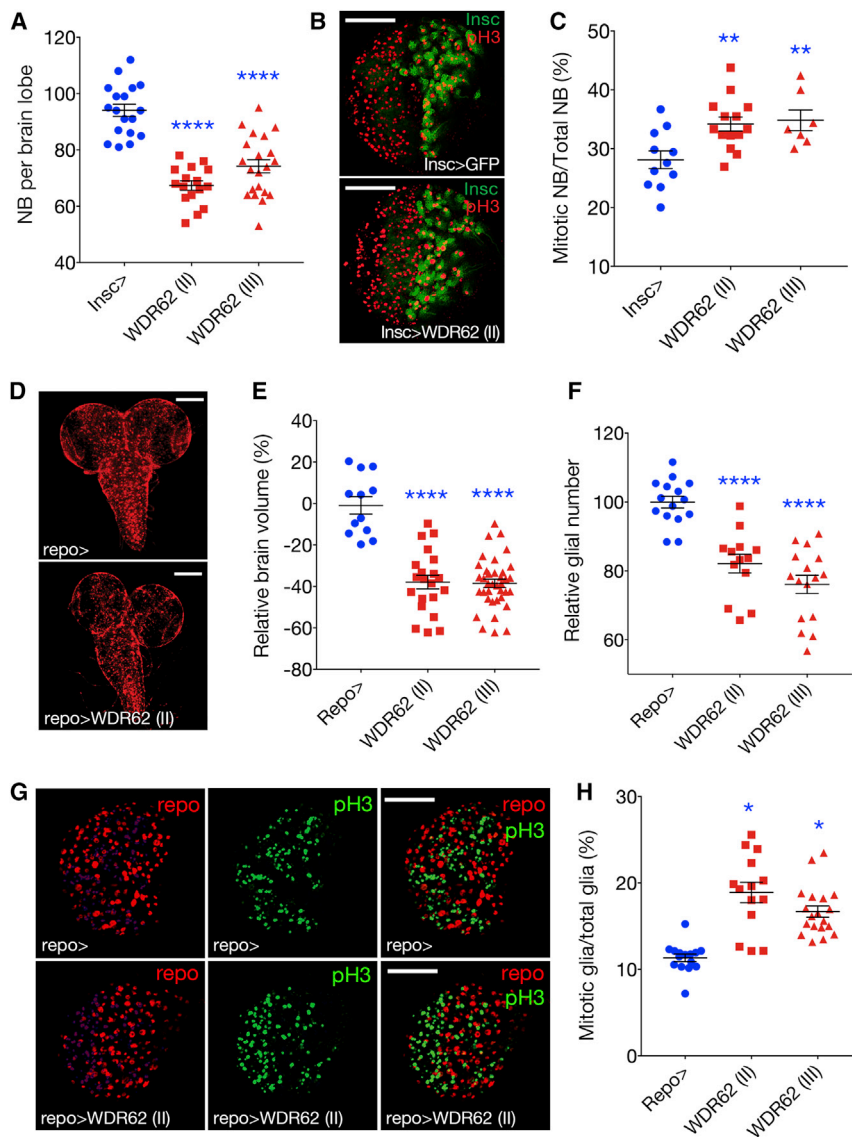 A
NB per brain lobe
120
100
80
60
40
****
****
Insc>
WDR62 (II)
WDR62 (III)
B
Insc
pH3
Insc>GFP
Insc
pH3
Insc>WDR62 (II)
C
Mitotic NB/Total NB (%)
50
40
30
20
10
**
**
Insc>
WDR62 (II)
WDR62 (III)
D
repo>
repo>WDR62 (II)
E
Relative brain volume (%)
40
20
0
-20
-40
-60
-80
****
****
Repo>
WDR62 (II)
WDR62 (III)
F
Relative glial number
120
100
80
60
****
****
Repo>
WDR62 (II)
WDR62 (III)
G
repo
repo>
pH3
repo>
repo
pH3
repo>
repo
repo>WDR62 (II)
pH3
repo>WDR62 (II)
repo
pH3
repo>WDR62 (II)
H
Mitotic glia/total glia (%)
30
20
10
0
*
*
Repo>
WDR62 (II)
WDR62 (III)